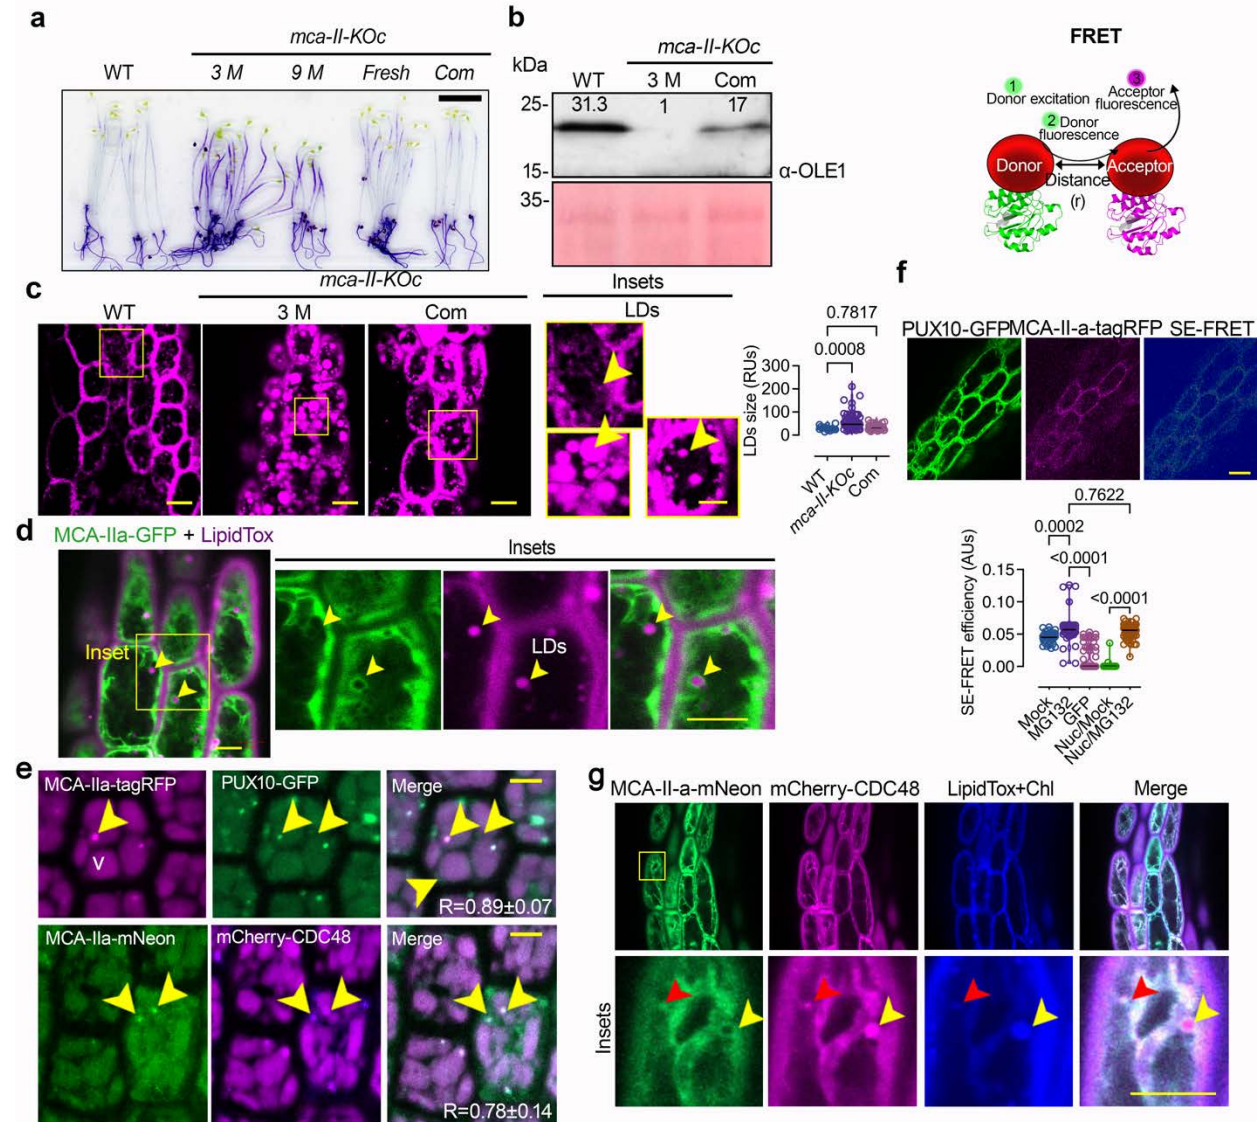 a
mca-II-KOc
WT
3 M
9 M
Fresh
Com
b
mca-II-KOc
kDa
WT
3 M
Com
25-
31.3
1
17
15-
α-OLE1
35-
FRET
1
Donor excitation
2
Donor
fluorescence
3
Acceptor
fluorescence
Donor
Acceptor
Distance
(r)
c
mca-II-KOc
WT
3 M
Com
Insets
LDs
0.7817
0.0008
LDs size (RUs)
300
200
100
0
WT
mca-II-KOc
Com
d
MCA-IIa-GFP + LipidTox
Inset
Insets
LDs
e
MCA-IIa-tagRFP
V
PUX10-GFP
Merge
R=0.89±0.07
MCA-IIa-mNeon
mCherry-CDC48
Merge
R=0.78±0.14
f
PUX10-GFP
MCA-II-a-tagRFP
SE-FRET
0.7622
0.0002
<0.0001
<0.0001
SE-FRET efficiency (AUs)
0.15
0.10
0.05
0.00
Mock
MG132
GFP
Nuc/Mock
Nuc/MG132
g
MCA-II-a-mNeon
mCherry-CDC48
LipidTox+Chl
Merge
Insets